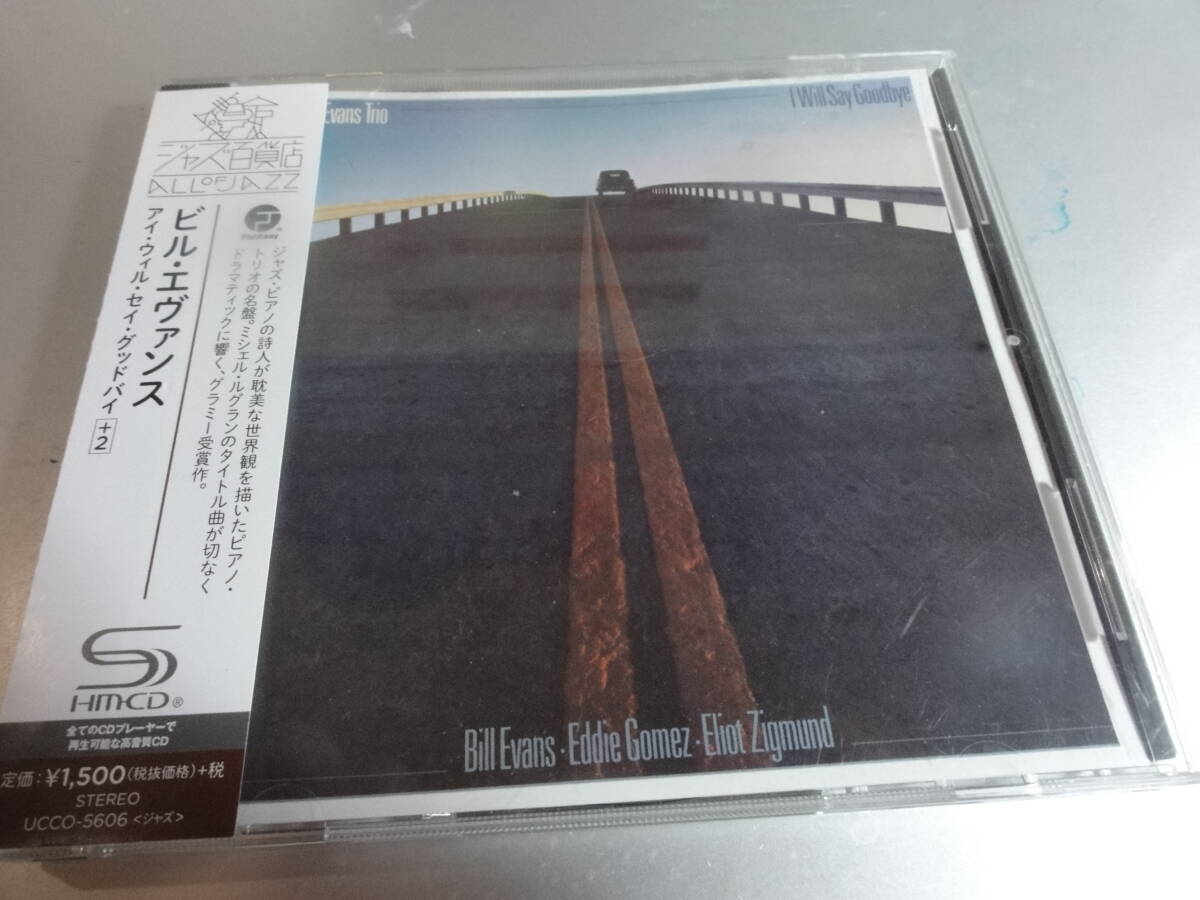 ジャズ百貨店
ALL OF JAZZ
ビル・エヴァンス
アイ・ウィル・セイ・グッドバイ +2
Fantasy
ジャズ・ピアノの詩人が耽美な世界観を描いたピアノ・
トリオの名盤。ミシェル・ルグランのタイトル曲が切なく
ドラマティックに響く、グラミー受賞作。
SHM-CD®
全てのCDプレーヤーで
再生可能な高音質CD
定価：¥1,500(税抜価格)+税
STEREO
UCCO-5606 <ジャズ>
Evans Trio
I Will Say Goodbye
Bill Evans · Eddie Gomez · Eliot Zigmund